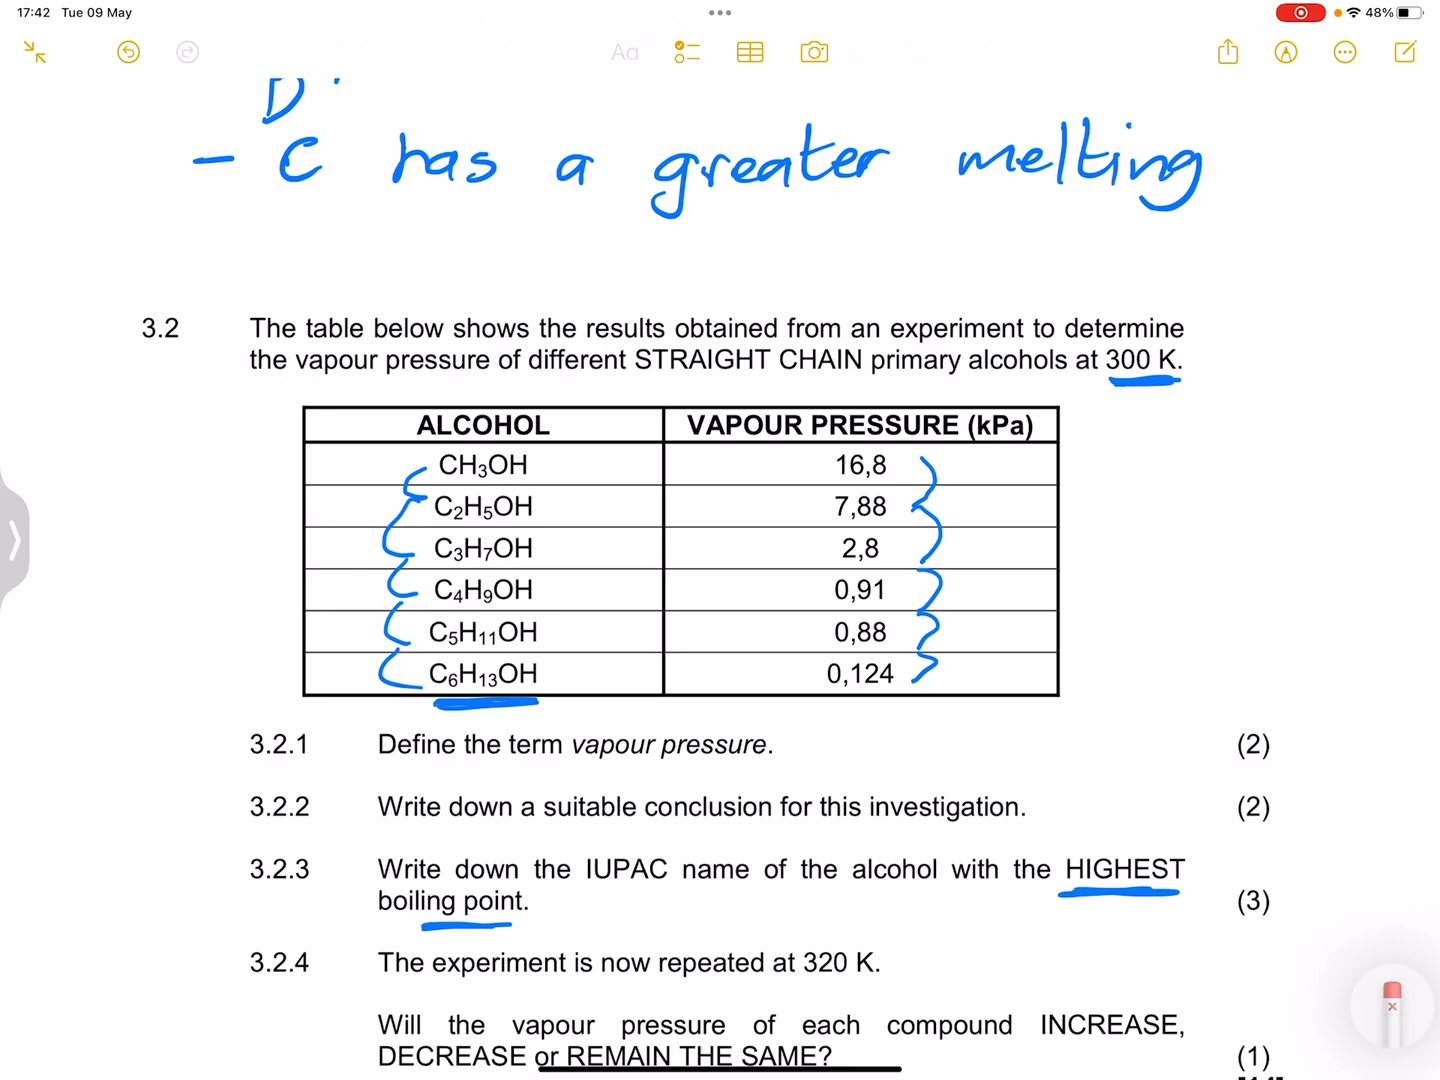 17:42 Tue 09 May
48%
Aa
D
- C has a greater melting
3.2 The table below shows the results obtained from an experiment to determine
the vapour pressure of different STRAIGHT CHAIN primary alcohols at 300 K.
ALCOHOL VAPOUR PRESSURE (kPa)
CH₃OH 16,8
C₂H₅OH 7,88
C₃H₇OH 2,8
C₄H₉OH 0,91
C₅H₁₁OH 0,88
C₆H₁₃OH 0,124
3.2.1 Define the term vapour pressure. (2)
3.2.2 Write down a suitable conclusion for this investigation. (2)
3.2.3 Write down the IUPAC name of the alcohol with the HIGHEST
boiling point. (3)
3.2.4 The experiment is now repeated at 320 K.
Will the vapour pressure of each compound INCREASE,
DECREASE or REMAIN THE SAME? (1)